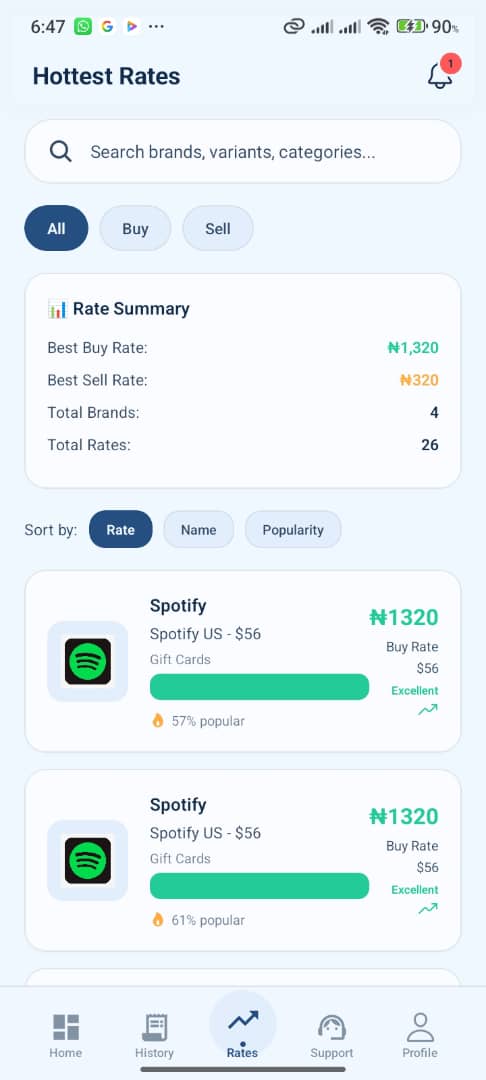 6:47
90%
Hottest Rates
1
Search brands, variants, categories...
All
Buy
Sell
📊 Rate Summary
Best Buy Rate: ₦1,320
Best Sell Rate: ₦320
Total Brands: 4
Total Rates: 26
Sort by:
Rate
Name
Popularity
Spotify
Spotify US - $56
Gift Cards
🔥 57% popular
₦1320
Buy Rate
$56
Excellent
Spotify
Spotify US - $56
Gift Cards
🔥 61% popular
₦1320
Buy Rate
$56
Excellent
Home
History
Rates
Support
Profile